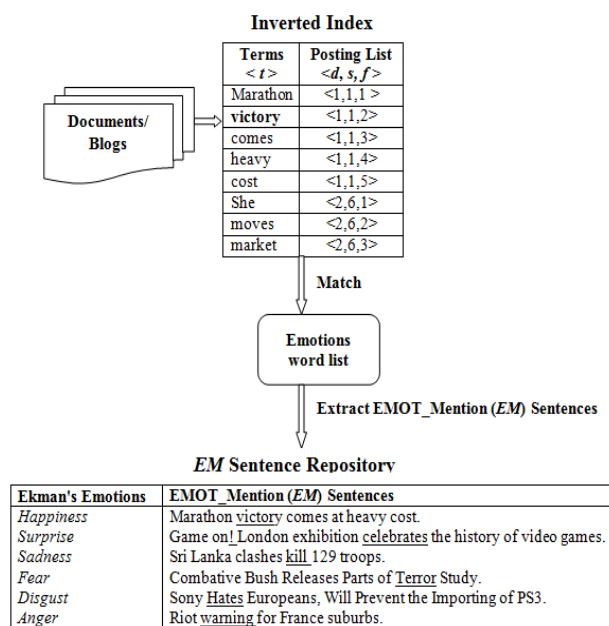 Inverted Index
Terms Posting List
< t > <d, s, f >
Marathon <1,1,1 >
victory <1,1,2>
comes <1,1,3>
heavy <1,1,4>
cost <1,1,5>
She <2,6,1>
moves <2,6,2>
market <2,6,3>
Documents/
Blogs
Match
Emotions
word list
Extract EMOT_Mention (EM) Sentences
EM Sentence Repository
Ekman's Emotions EMOT_Mention (EM) Sentences
Happiness Marathon victory comes at heavy cost.
Surprise Game on! London exhibition celebrates the history of video games.
Sadness Sri Lanka clashes kill 129 troops.
Fear Combative Bush Releases Parts of Terror Study.
Disgust Sony Hates Europeans, Will Prevent the Importing of PS3.
Anger Riot warning for France suburbs.